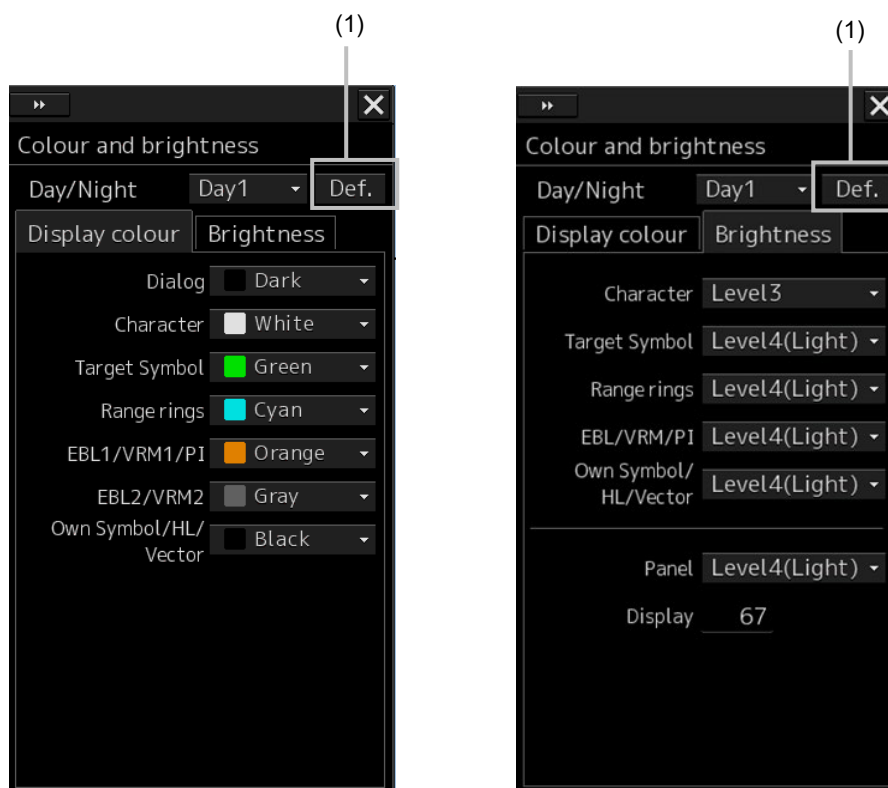 (1)
Colour and brightness
Day/Night Day1 Def.
Display colour Brightness
Dialog Dark
Character White
Target Symbol Green
Range rings Cyan
EBL1/VRM1/PI Orange
EBL2/VRM2 Gray
Own Symbol/HL/
Vector Black
(1)
Colour and brightness
Day/Night Day1 Def.
Display colour Brightness
Character Level3
Target Symbol Level4(Light)
Range rings Level4(Light)
EBL/VRM/PI Level4(Light)
Own Symbol/
HL/Vector Level4(Light)
Panel Level4(Light)
Display 67